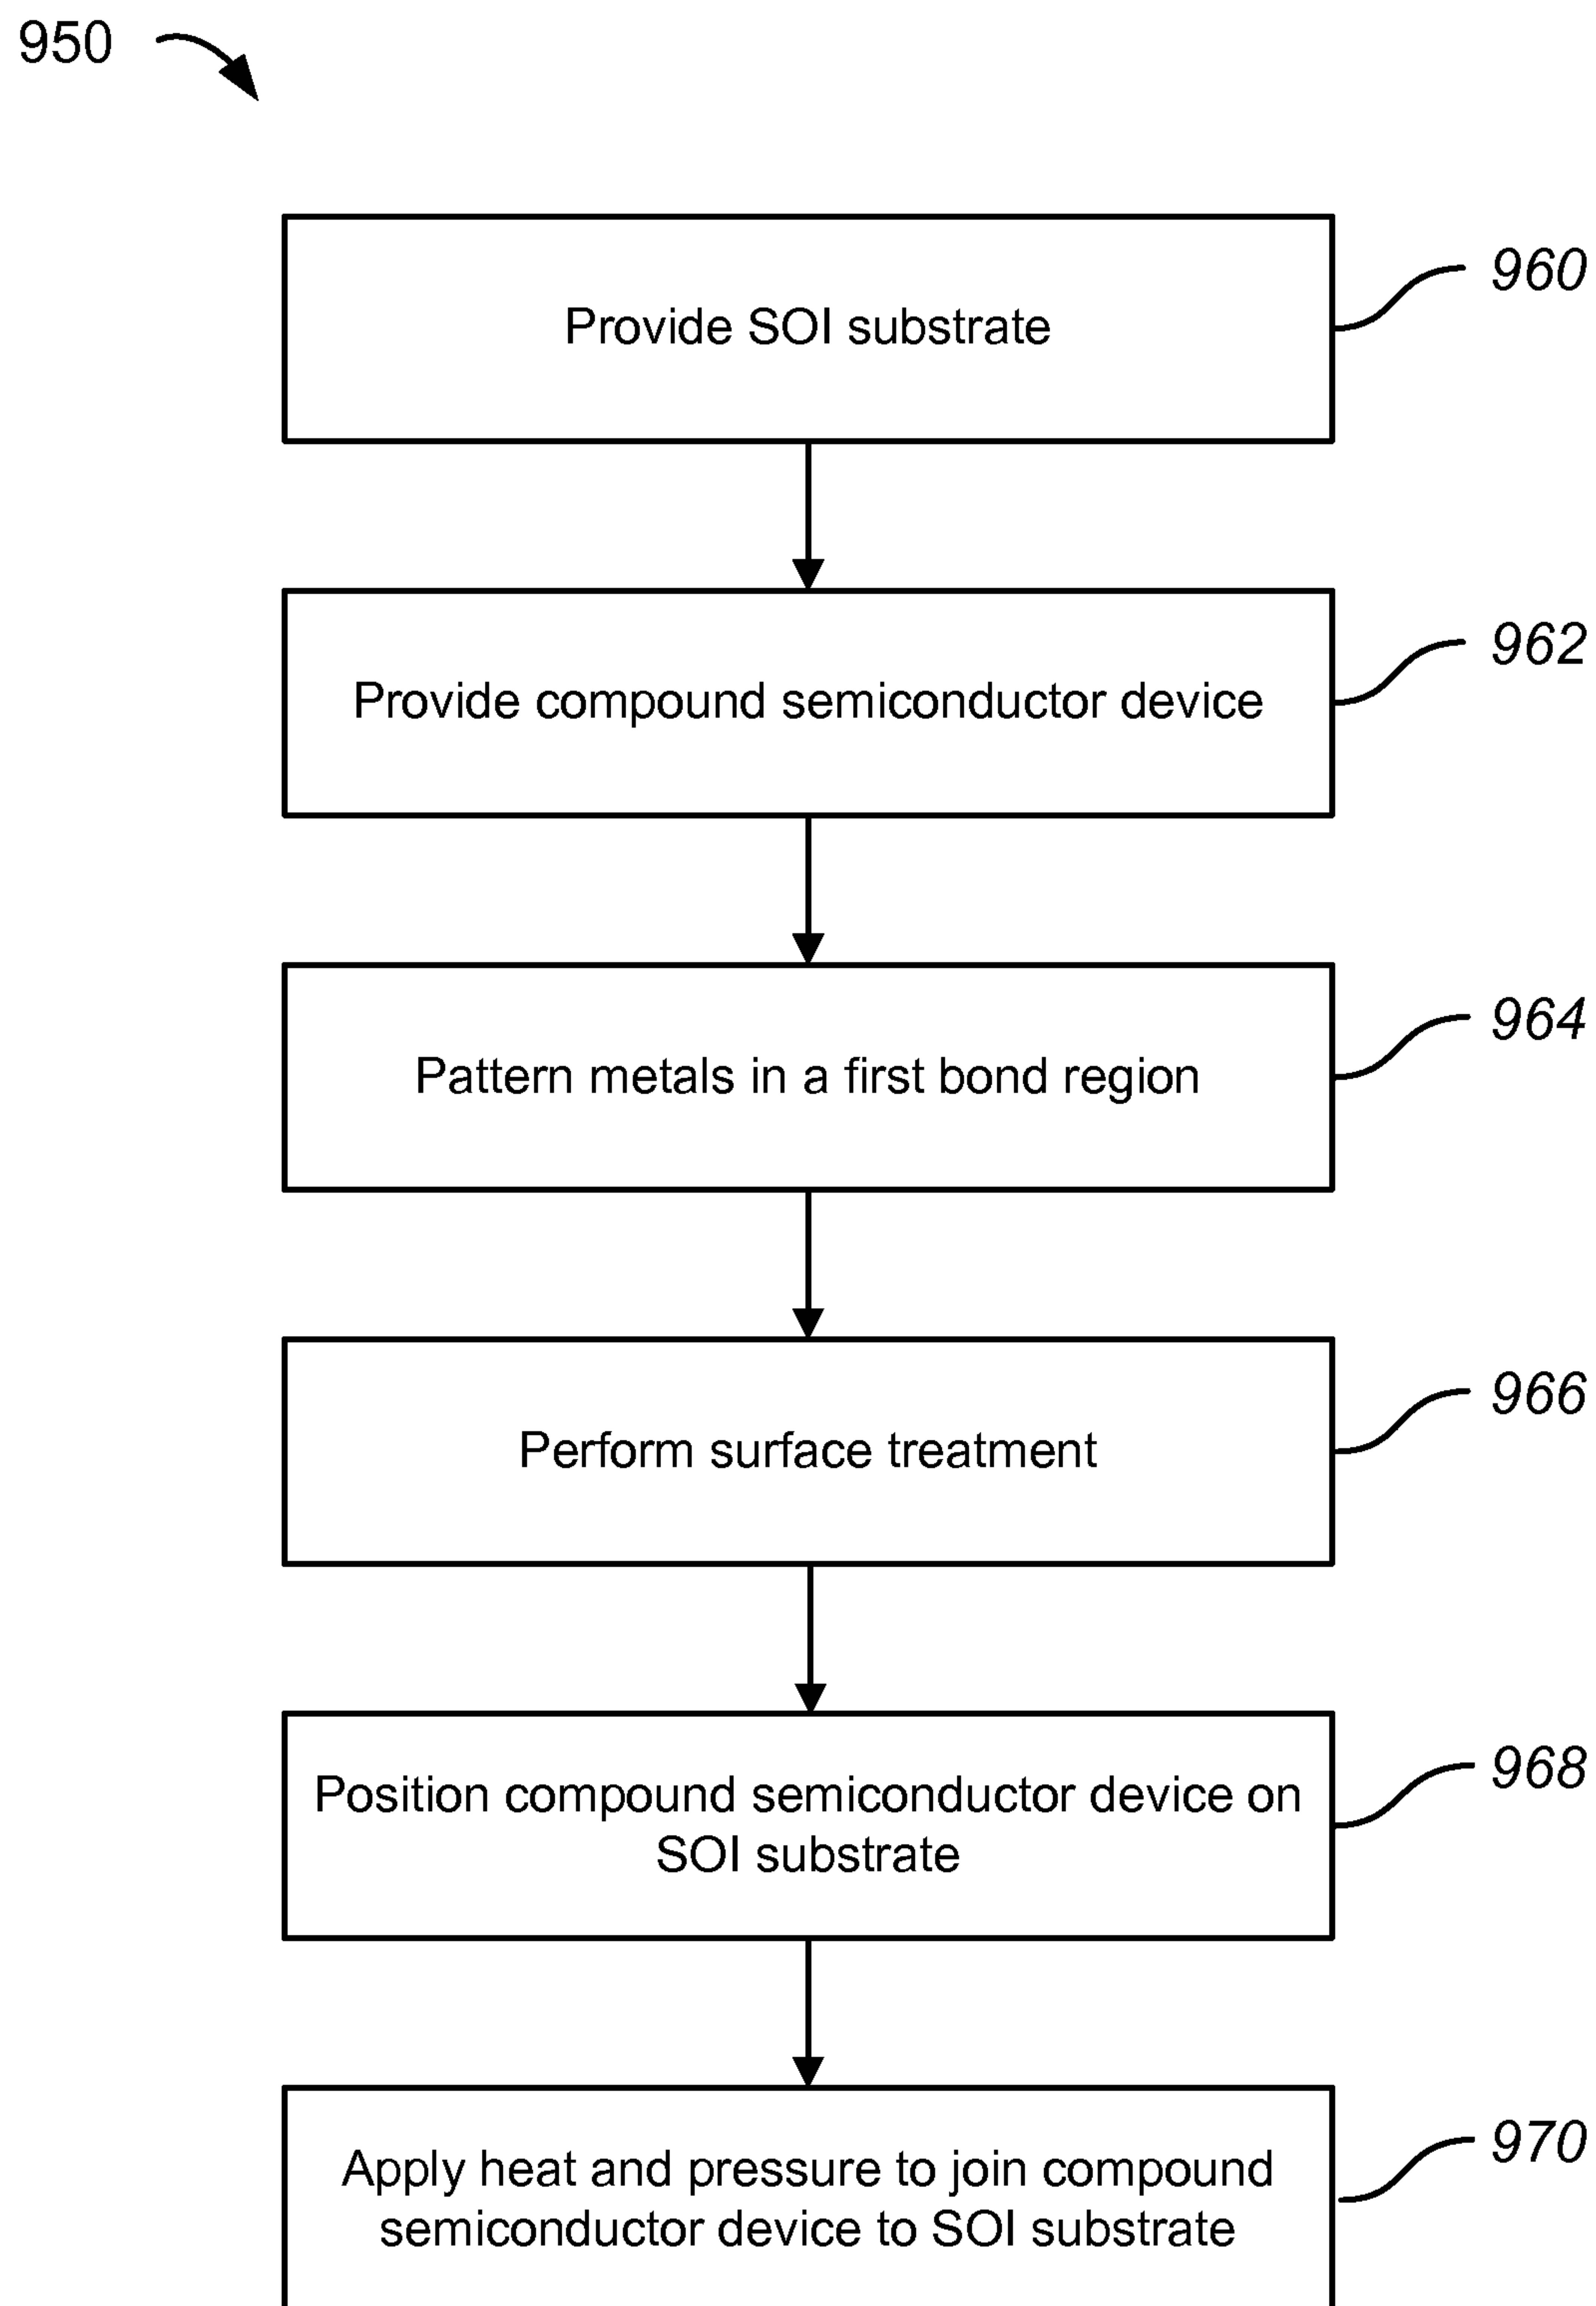 950
Provide SOI substrate
960
Provide compound semiconductor device
962
Pattern metals in a first bond region
964
Perform surface treatment
966
Position compound semiconductor device on
SOI substrate
968
Apply heat and pressure to join compound
semiconductor device to SOI substrate
970